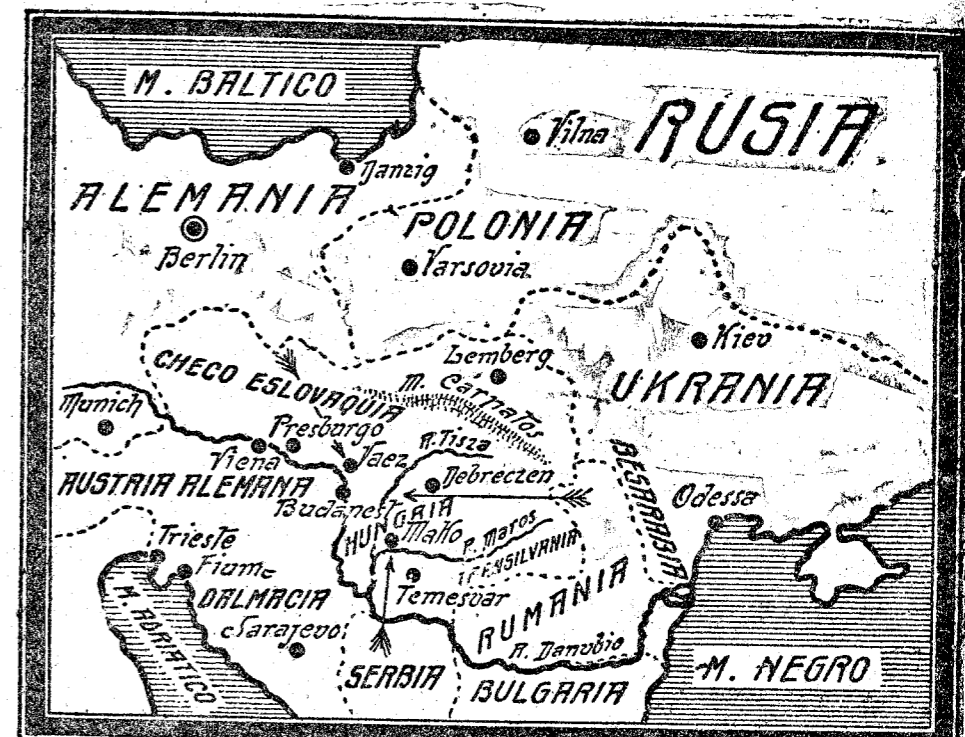 M. BALTICO
RUSIA
Vilna
Danzig
ALEMANIA
POLONIA
Berlin
Varsovia
Kiev
Lemberg
CHECO ESLOVAQUIA
M. Carpatos
UKRANIA
Munich
Presburgo
R. Tisza
Viena
Vaez
BESARABIA
AUSTRIA ALEMANA
Debreczen
Odessa
Budapest
HUNGRIA
Mako
R. Maros
Trieste
TRENSILVANIA
Fiume
Temesvar
DALMACIA
RUMANIA
M. ADRIATICO
Sarajevo
R. Danubio
SERBIA
BULGARIA
M. NEGRO